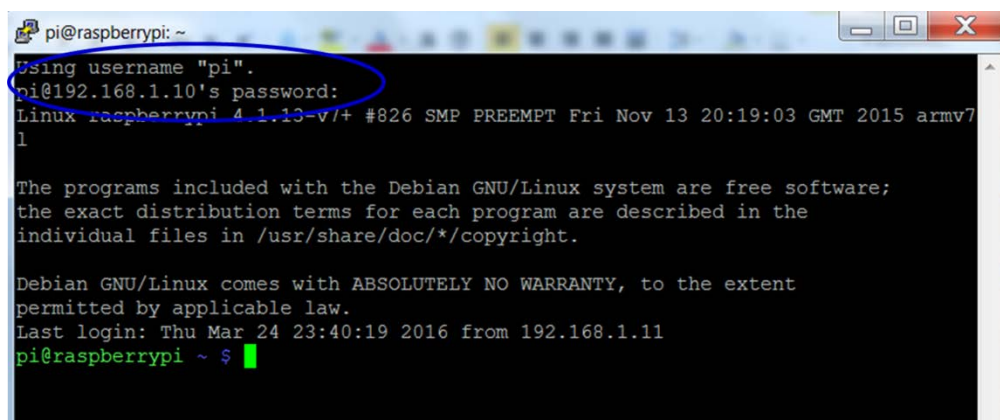 pi@raspberrypi: ~
Using username "pi".
pi@192.168.1.10's password:
Linux raspberrypi 4.1.13-v7+ #826 SMP PREEMPT Fri Nov 13 20:19:03 GMT 2015 armv7
l
The programs included with the Debian GNU/Linux system are free software;
the exact distribution terms for each program are described in the
individual files in /usr/share/doc/*/copyright.
Debian GNU/Linux comes with ABSOLUTELY NO WARRANTY, to the extent
permitted by applicable law.
Last login: Thu Mar 24 23:40:19 2016 from 192.168.1.11
pi@raspberrypi ~ $